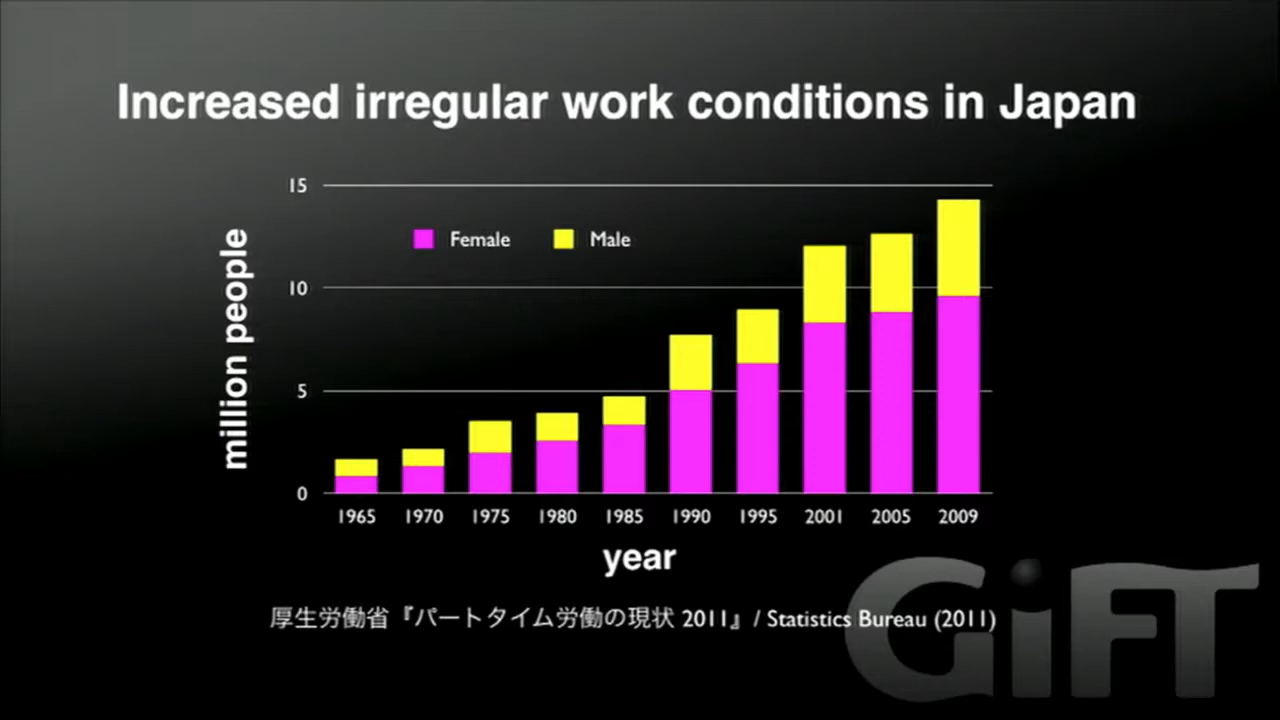 Increased irregular work conditions in Japan
million people
15
10
5
0
Female Male
1965 1970 1975 1980 1985 1990 1995 2001 2005 2009
year
厚生労働省『パートタイム労働の現状 2011』 / Statistics Bureau (2011)
GiFT